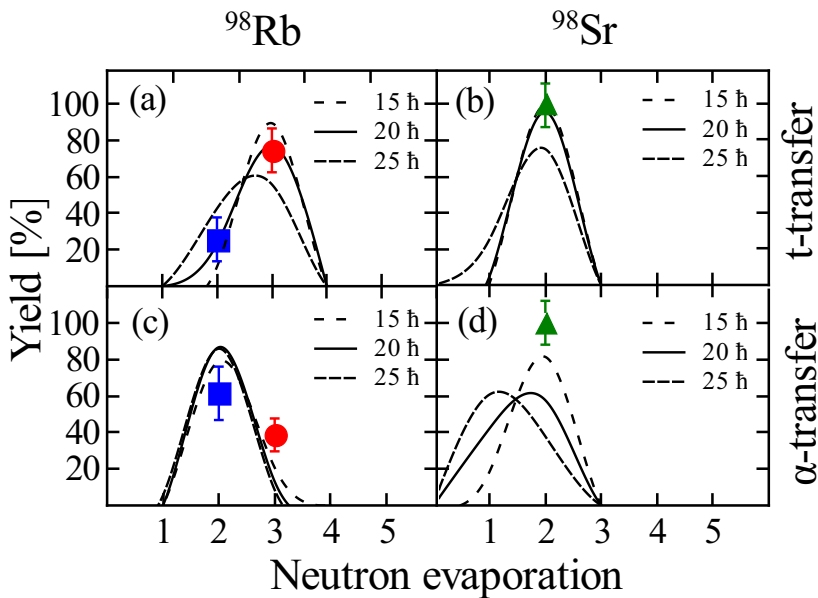 ⁹⁸Rb
⁹⁸Sr
(a)
15 ħ
20 ħ
25 ħ
(b)
15 ħ
20 ħ
25 ħ
t-transfer
100
80
60
40
20
Yield [%]
(c)
15 ħ
20 ħ
25 ħ
(d)
15 ħ
20 ħ
25 ħ
α-transfer
100
80
60
40
20
1 2 3 4 5 1 2 3 4 5
Neutron evaporation